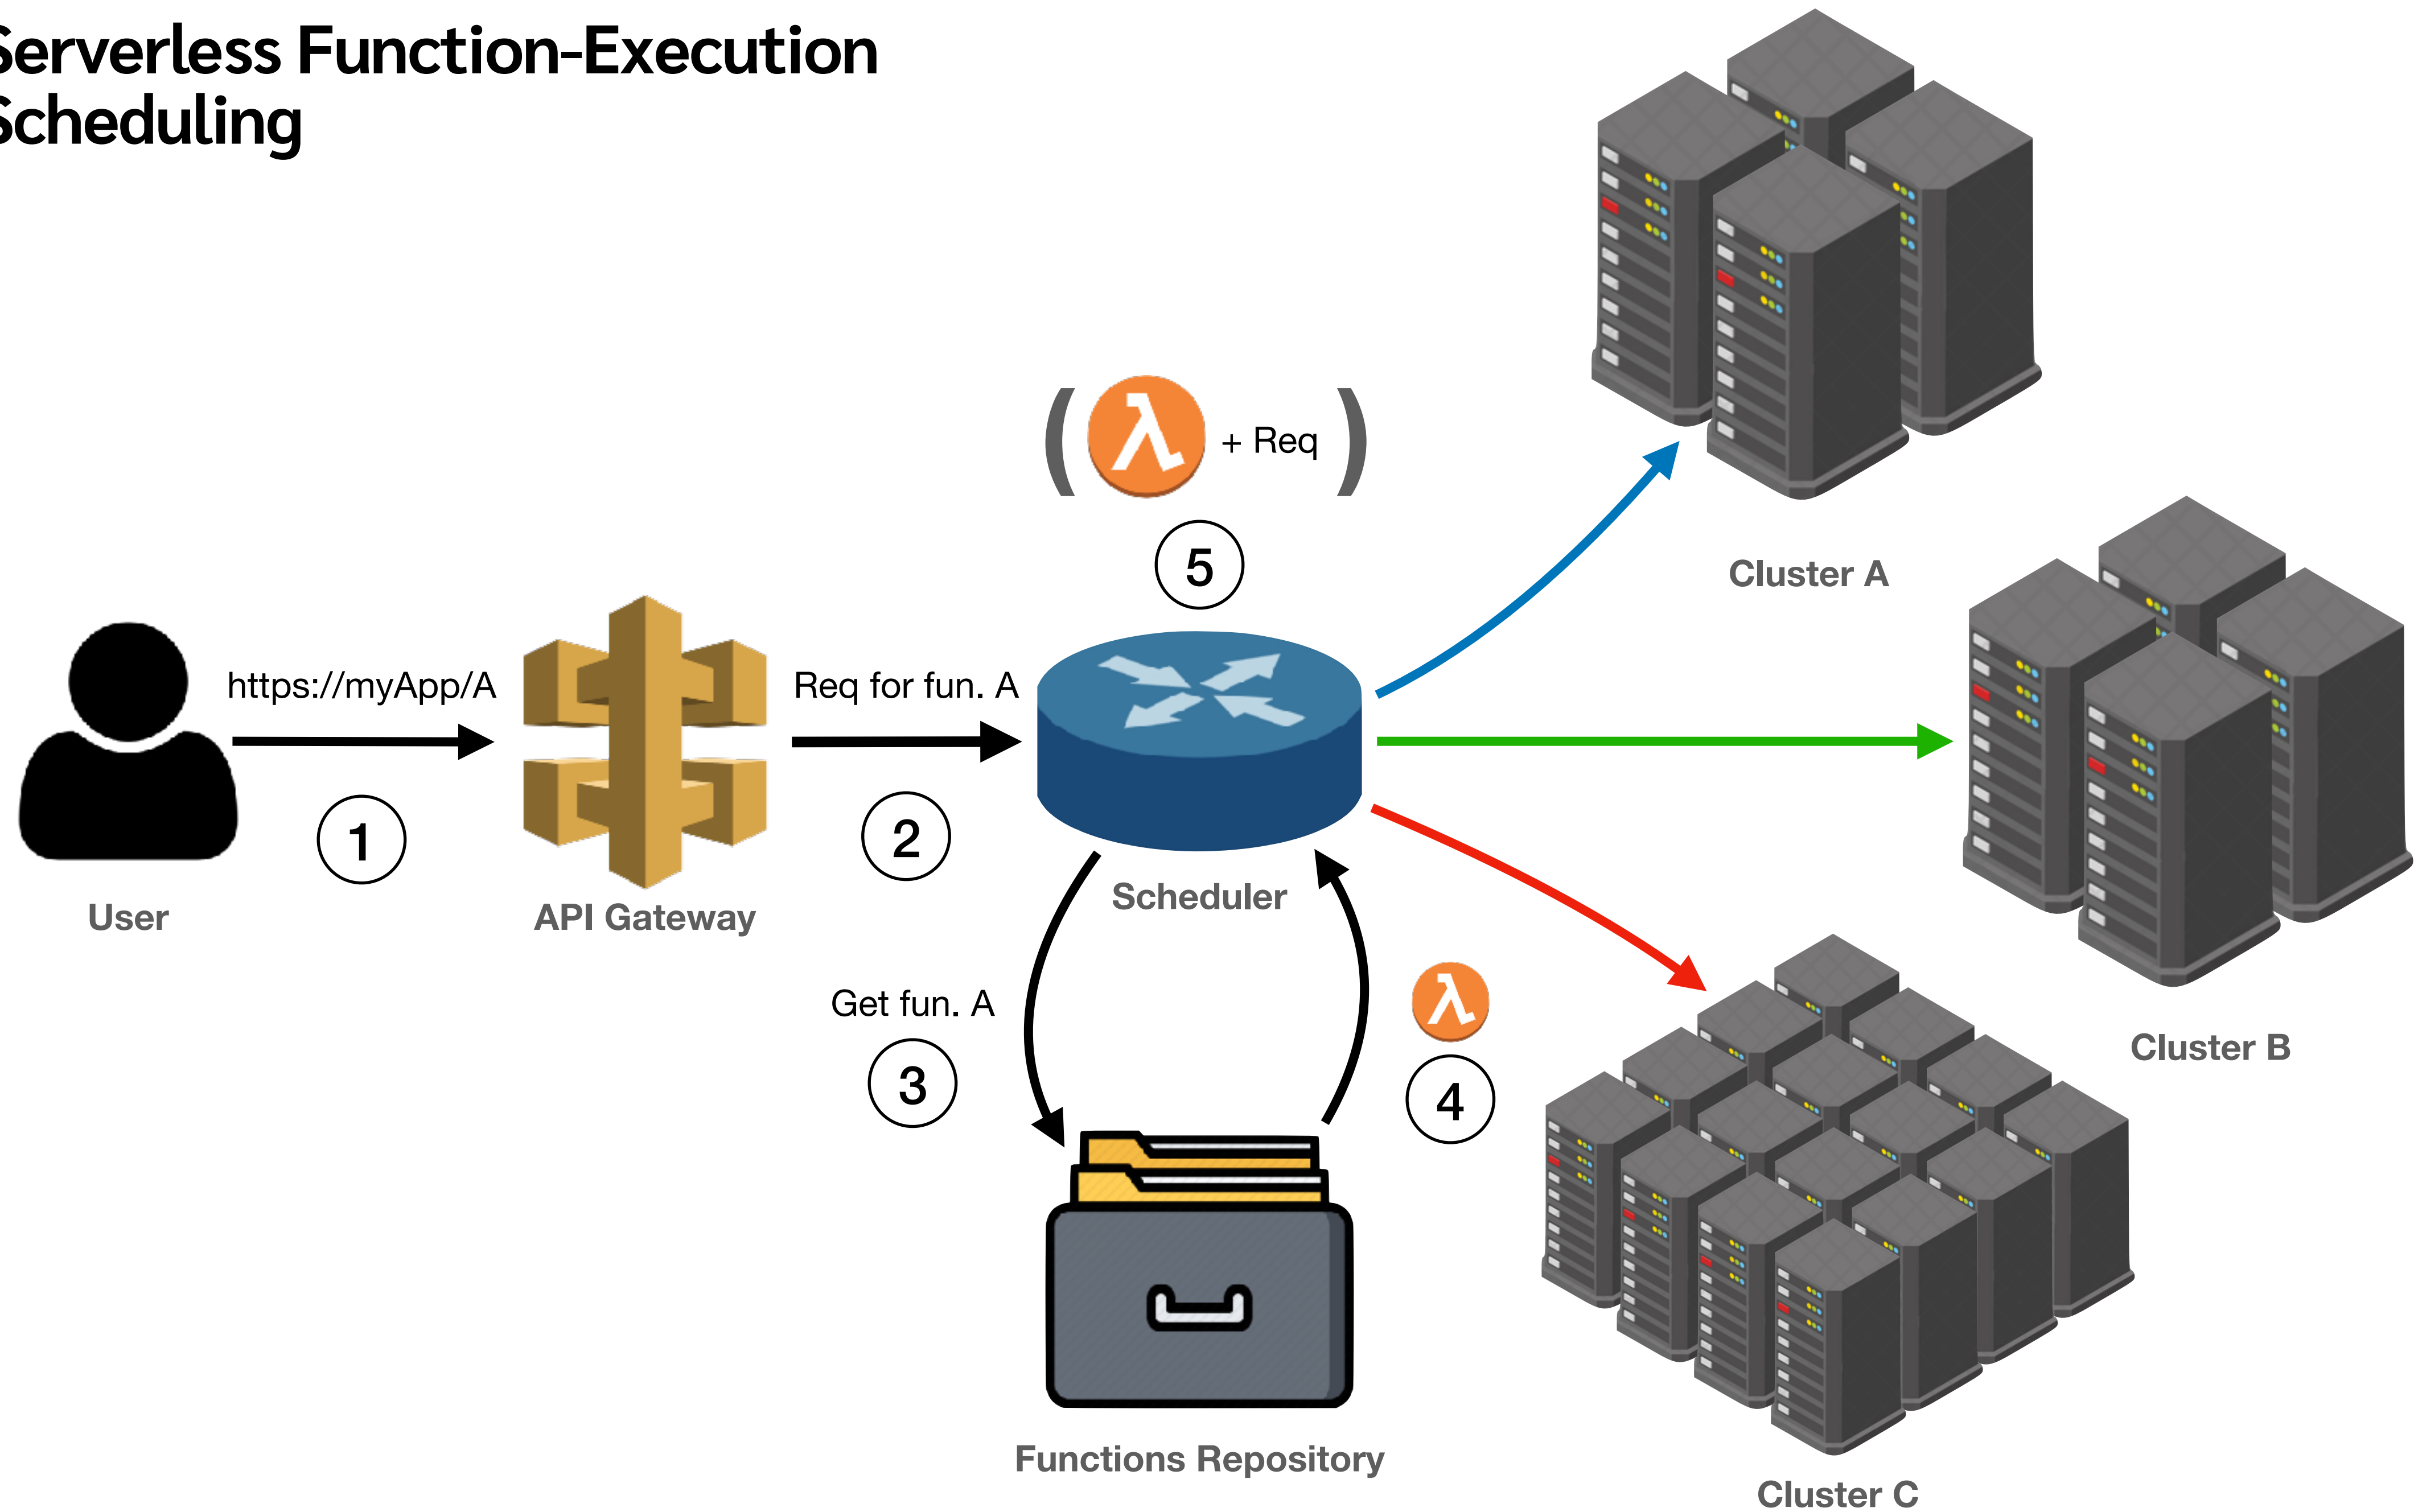 Serverless Function-Execution
Scheduling
( λ + Req )
5
Cluster A
https://myApp/A
Req for fun. A
1
2
User
API Gateway
Scheduler
Get fun. A
3
λ
4
Cluster B
Functions Repository
Cluster C